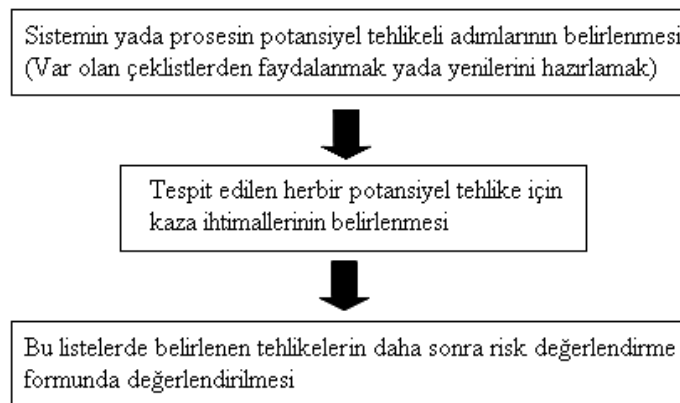 Sistemin yada prosesin potansiyel tehlikeli adımlarının belirlenmesi
(Var olan çeklistlerden faydalanmak yada yenilerini hazırlamak)
Tespit edilen herbir potansiyel tehlike için
kaza ihtimallerinin belirlenmesi
Bu listelerde belirlenen tehlikelerin daha sonra risk değerlendirme
formunda değerlendirilmesi